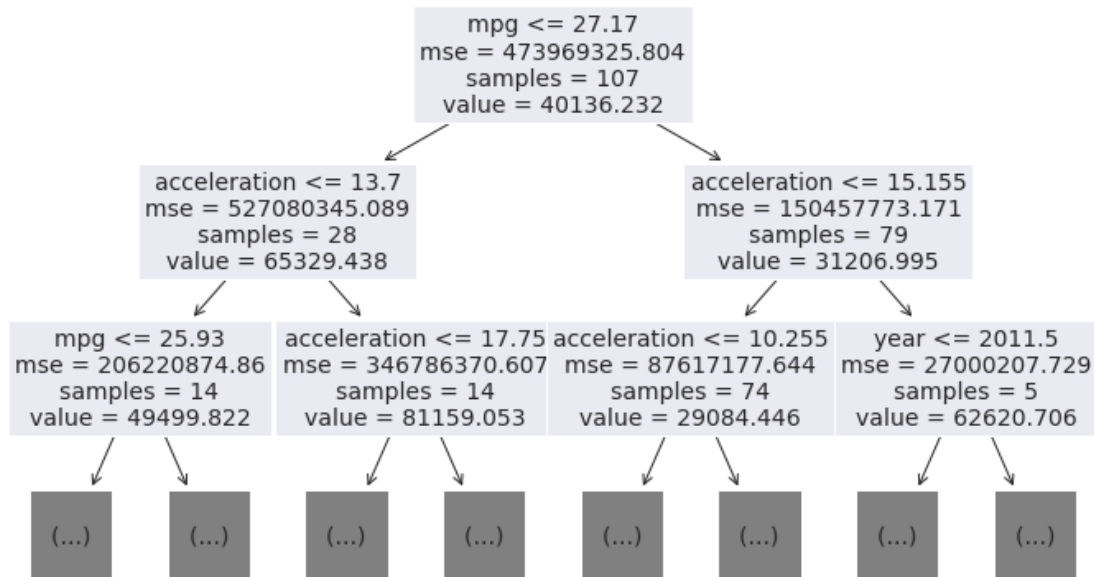 mpg <= 27.17
mse = 473969325.804
samples = 107
value = 40136.232
acceleration <= 13.7
mse = 527080345.089
samples = 28
value = 65329.438
acceleration <= 15.155
mse = 150457773.171
samples = 79
value = 31206.995
mpg <= 25.93
mse = 206220874.86
samples = 14
value = 49499.822
acceleration <= 17.75
mse = 346786370.607
samples = 14
value = 81159.053
acceleration <= 10.255
mse = 87617177.644
samples = 74
value = 29084.446
year <= 2011.5
mse = 27000207.729
samples = 5
value = 62620.706
(...)
(...)
(...)
(...)
(...)
(...)
(...)
(...)